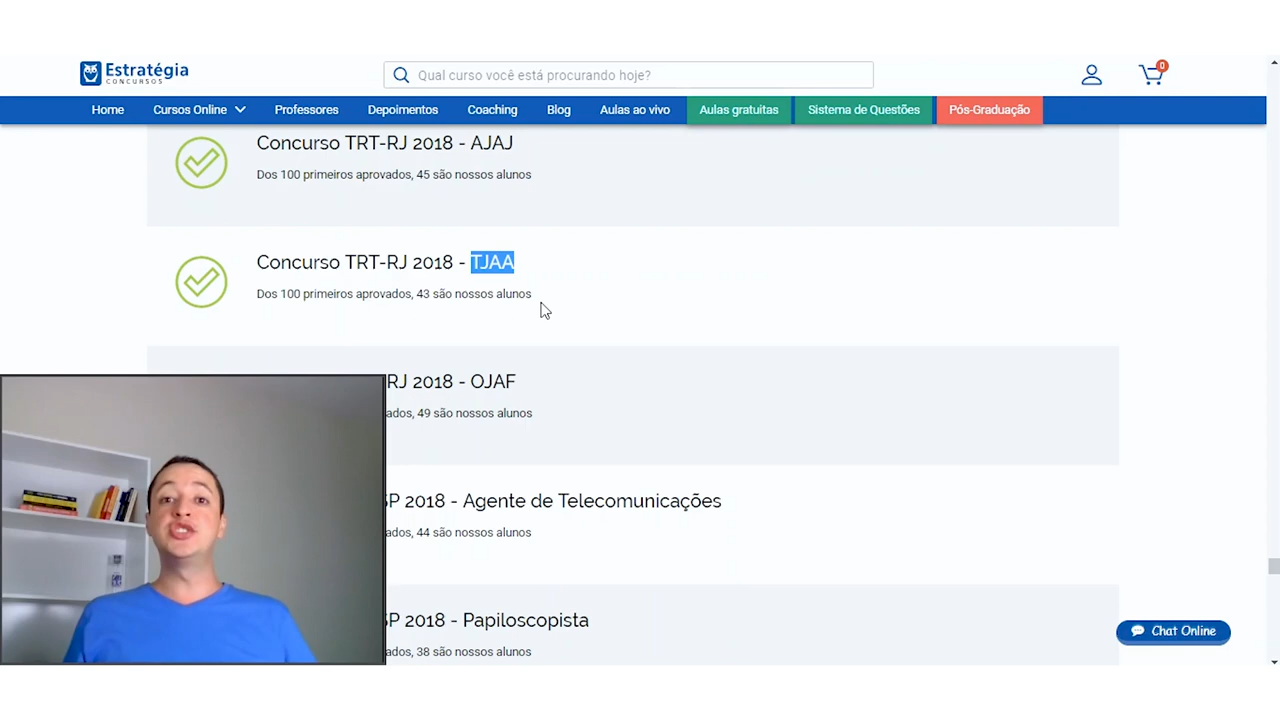 Estratégia
CONCURSOS
Qual curso você está procurando hoje?
0
Home Cursos Online Professores Depoimentos Coaching Blog Aulas ao vivo Aulas gratuitas Sistema de Questões Pós-Graduação
Concurso TRT-RJ 2018 - AJAJ
Dos 100 primeiros aprovados, 45 são nossos alunos
Concurso TRT-RJ 2018 - TJAA
Dos 100 primeiros aprovados, 43 são nossos alunos
RJ 2018 - OJAF
ados, 49 são nossos alunos
SP 2018 - Agente de Telecomunicações
ados, 44 são nossos alunos
SP 2018 - Papiloscopista
ados, 38 são nossos alunos
Chat Online